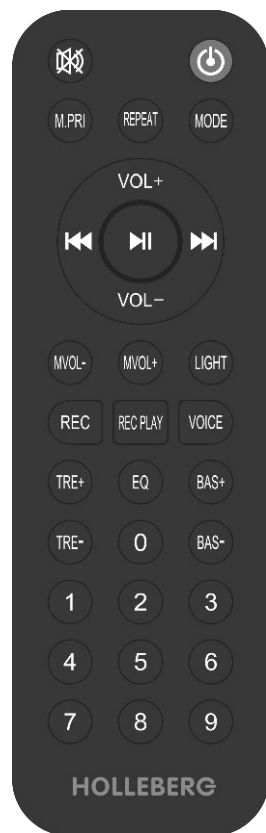 M.PRI REPEAT MODE
VOL+
VOL-
MVOL- MVOL+ LIGHT
REC REC PLAY VOICE
TRE+ EQ BAS+
TRE- 0 BAS-
1 2 3
4 5 6
7 8 9
HOLLEBERG